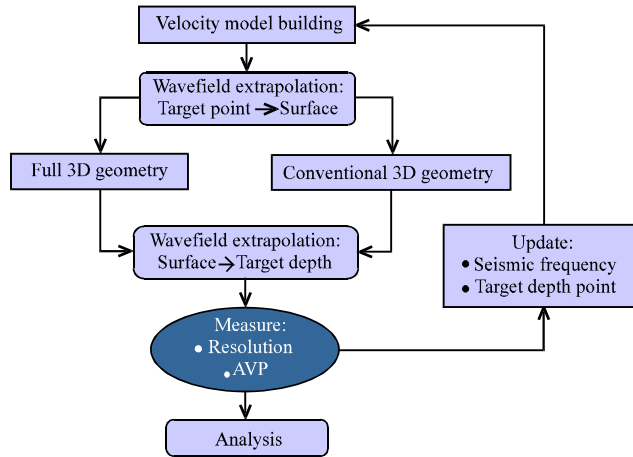 Velocity model building
Wavefield extrapolation:
Target point → Surface
Full 3D geometry
Conventional 3D geometry
Wavefield extrapolation:
Surface → Target depth
Update:
• Seismic frequency
• Target depth point
Measure:
• Resolution
• AVP
Analysis